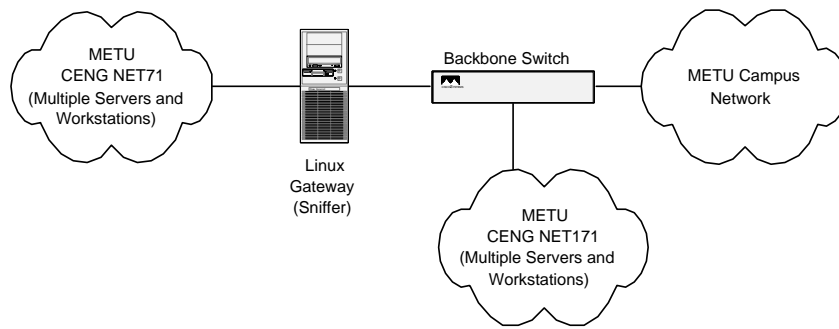 METU
CENG NET71
(Multiple Servers and
Workstations)
Linux
Gateway
(Sniffer)
Backbone Switch
METU Campus
Network
METU
CENG NET171
(Multiple Servers and
Workstations)